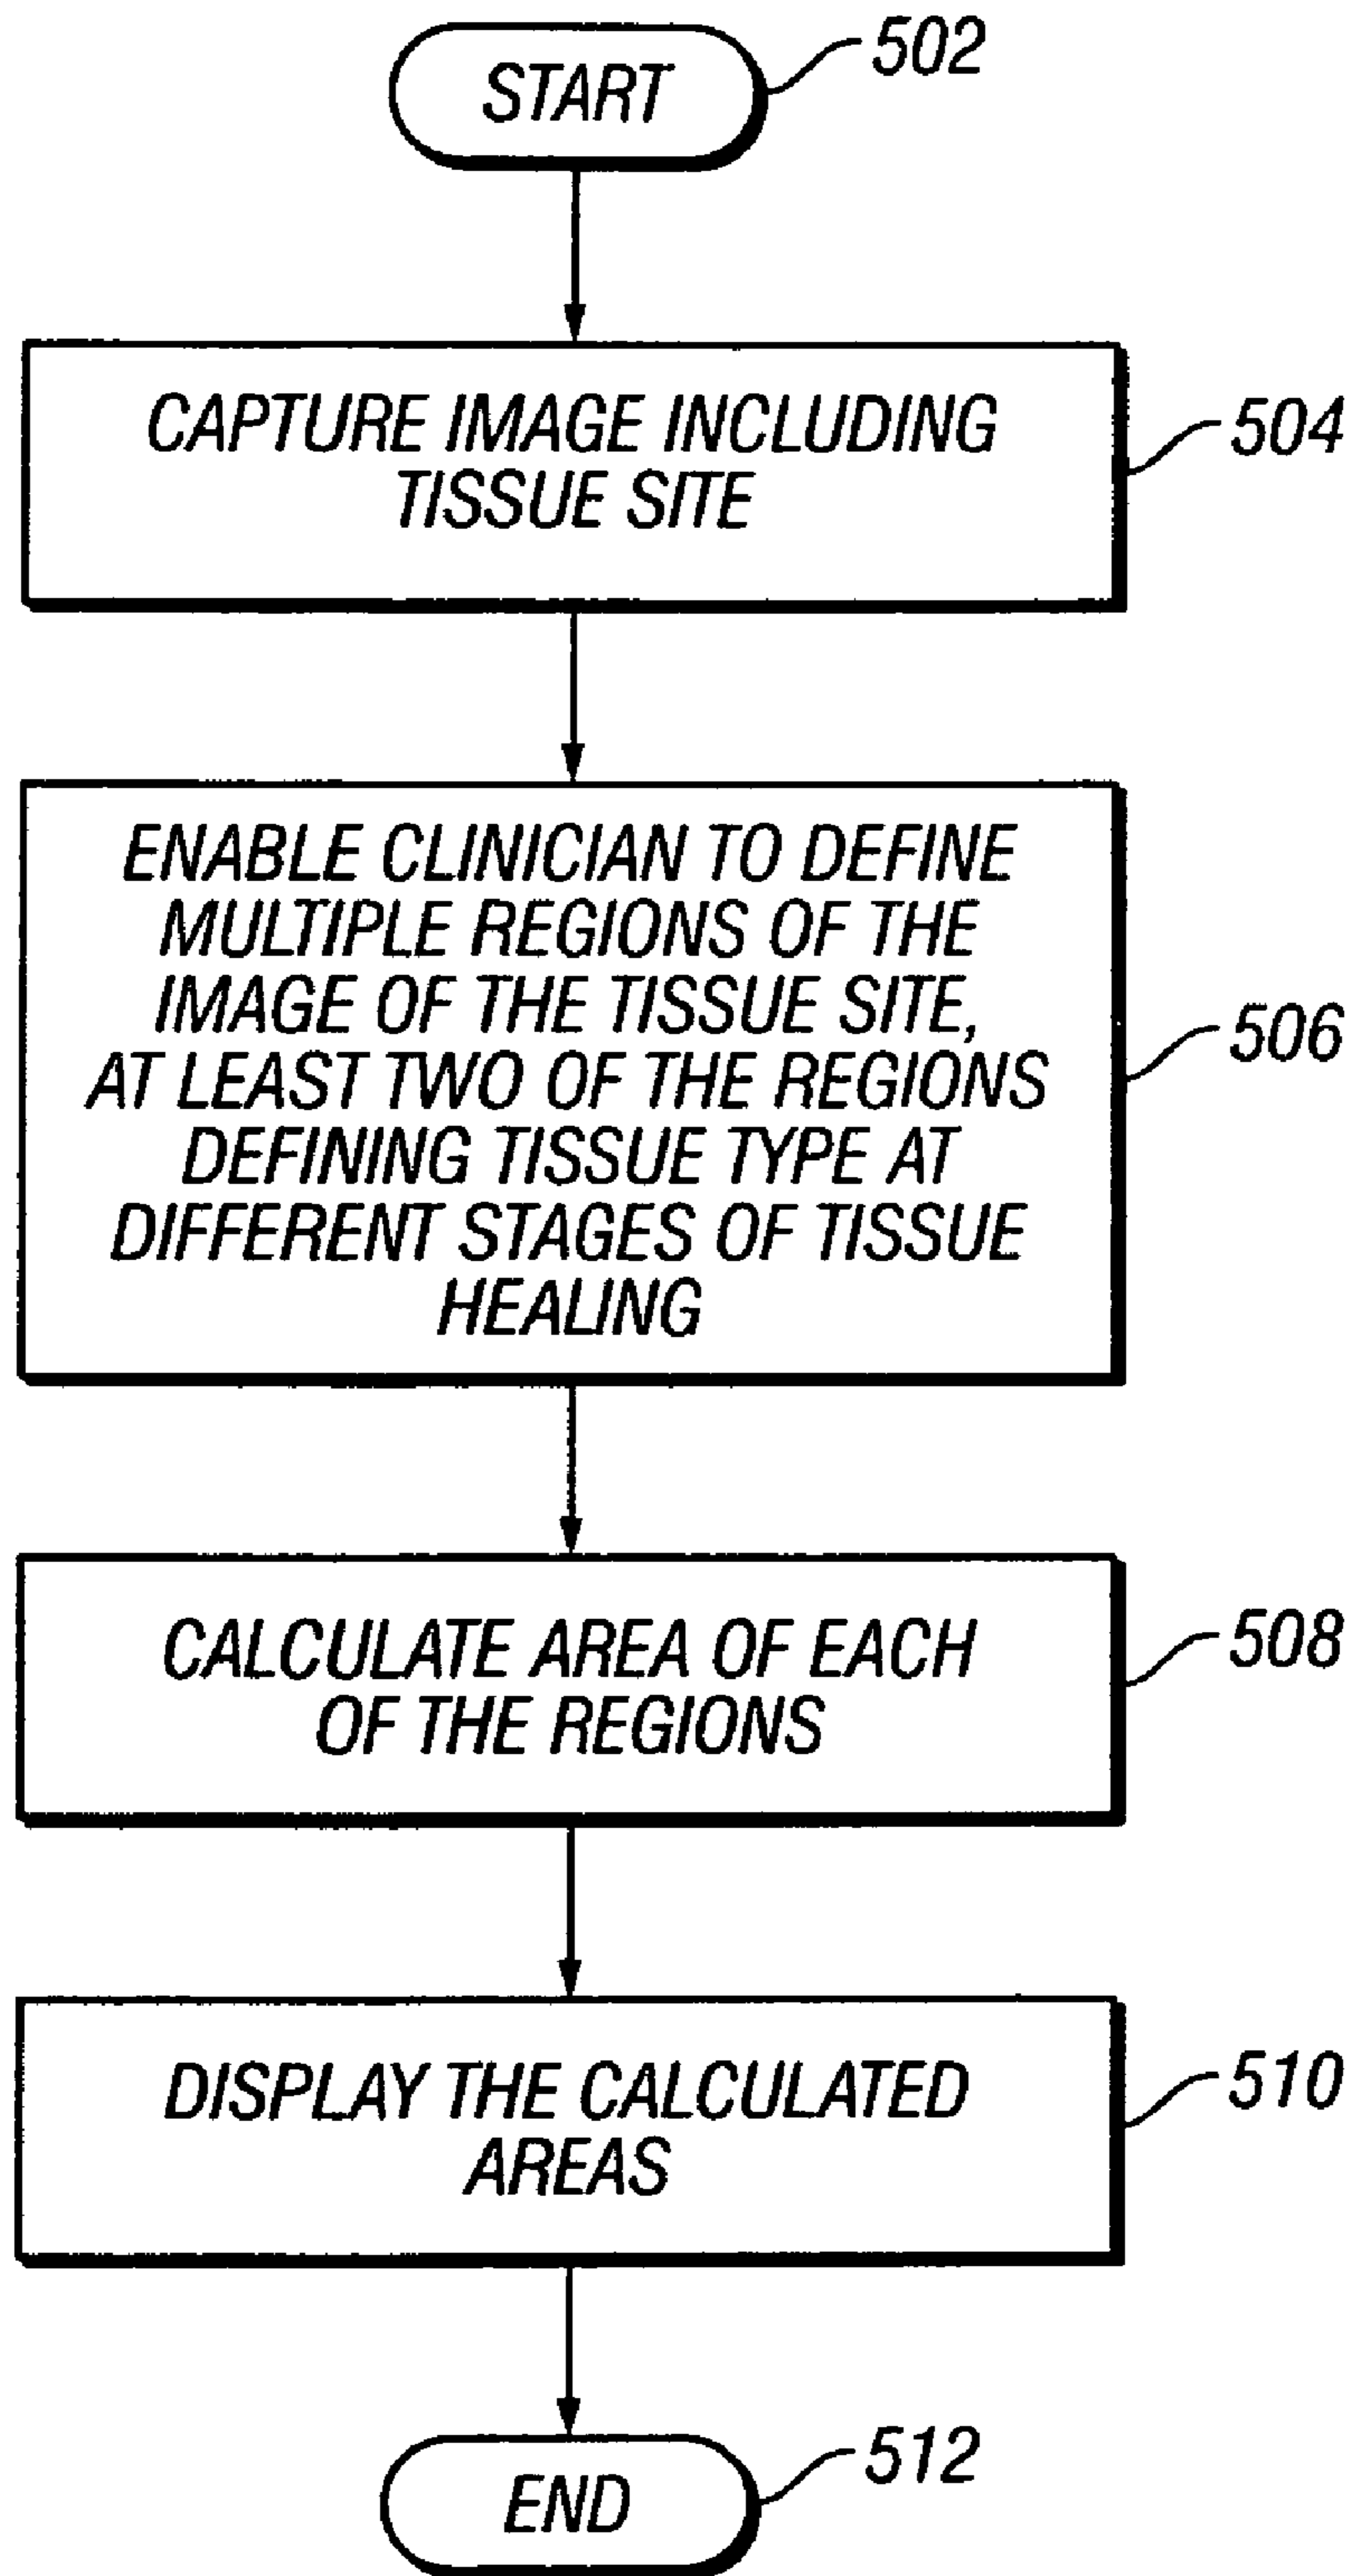 START
502
CAPTURE IMAGE INCLUDING
TISSUE SITE
504
ENABLE CLINICIAN TO DEFINE
MULTIPLE REGIONS OF THE
IMAGE OF THE TISSUE SITE,
AT LEAST TWO OF THE REGIONS
DEFINING TISSUE TYPE AT
DIFFERENT STAGES OF TISSUE
HEALING
506
CALCULATE AREA OF EACH
OF THE REGIONS
508
DISPLAY THE CALCULATED
AREAS
510
END
512